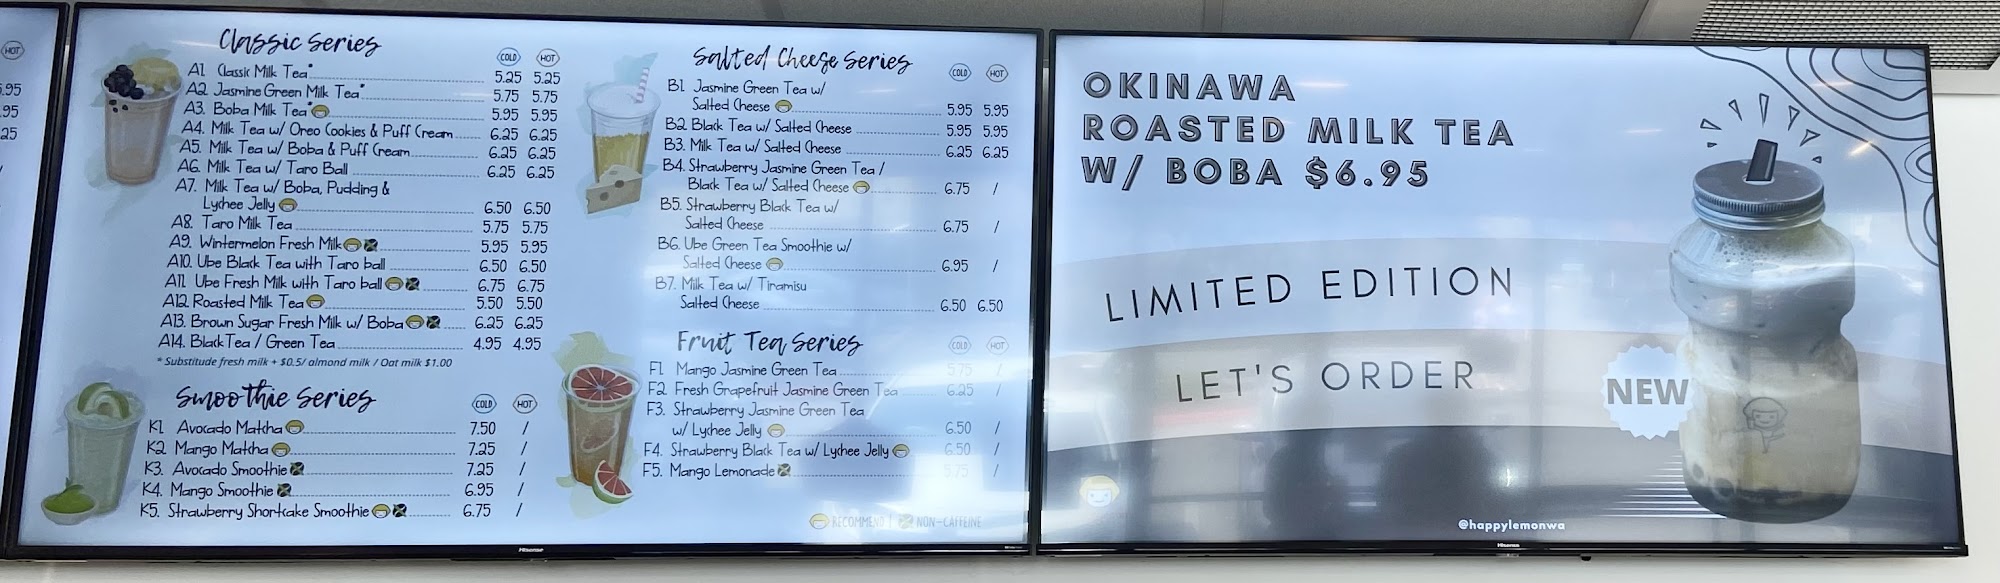 HOT
5.95
.95
.25
Classic Series
COLD HOT
A1. Classic Milk Tea* 5.25 5.25
A2. Jasmine Green Milk Tea* 5.75 5.75
A3. Boba Milk Tea* 5.95 5.95
A4. Milk Tea w/ Oreo Cookies & Puff Cream 6.25 6.25
A5. Milk Tea w/ Boba & Puff Cream 6.25 6.25
A6. Milk Tea w/ Taro Ball 6.25 6.25
A7. Milk Tea w/ Boba, Pudding &
Lychee Jelly 6.50 6.50
A8. Taro Milk Tea 5.75 5.75
A9. Wintermelon Fresh Milk 5.95 5.95
A10. Ube Black Tea with Taro ball 6.50 6.50
A11. Ube Fresh Milk with Taro ball 6.75 6.75
A12. Roasted Milk Tea 5.50 5.50
A13. Brown Sugar Fresh Milk w/ Boba 6.25 6.25
A14. Black Tea / Green Tea 4.95 4.95
* Substitude fresh milk + $0.5/ almond milk / Oat milk $1.00
Smoothie Series
COLD HOT
K1. Avocado Matcha 7.50 /
K2. Mango Matcha 7.25 /
K3. Avocado Smoothie 7.25 /
K4. Mango Smoothie 6.95 /
K5. Strawberry Shortcake Smoothie 6.75 /
Salted Cheese Series
COLD HOT
B1. Jasmine Green Tea w/
Salted Cheese 5.95 5.95
B2. Black Tea w/ Salted Cheese 5.95 5.95
B3. Milk Tea w/ Salted Cheese 6.25 6.25
B4. Strawberry Jasmine Green Tea /
Black Tea w/ Salted Cheese 6.75 /
B5. Strawberry Black Tea w/
Salted Cheese 6.75 /
B6. Ube Green Tea Smoothie w/
Salted Cheese 6.95 /
B7. Milk Tea w/ Tiramisu
Salted Cheese 6.50 6.50
Fruit Tea Series
COLD HOT
F1. Mango Jasmine Green Tea 5.75 /
F2. Fresh Grapefruit Jasmine Green Tea 6.25 /
F3. Strawberry Jasmine Green Tea
w/ Lychee Jelly 6.50 /
F4. Strawberry Black Tea w/ Lychee Jelly 6.50 /
F5. Mango Lemonade 5.75 /
RECOMMEND | NON-CAFFEINE
Hisense
OKINAWA
ROASTED MILK TEA
W/ BOBA $6.95
LIMITED EDITION
LET'S ORDER
NEW
@happylemonwa
Hisense